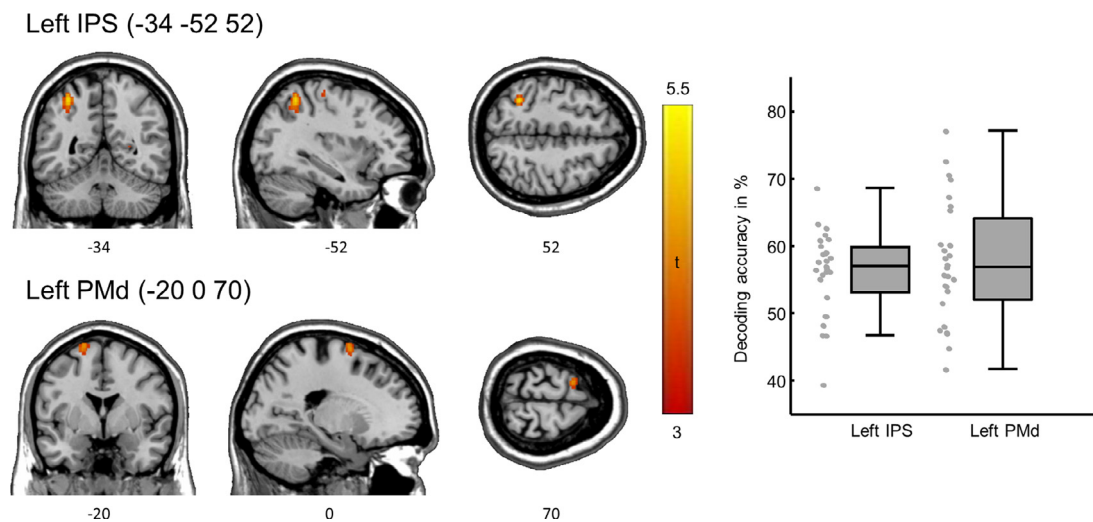 Left IPS (-34 -52 52)
-34
-52
52
Left PMd (-20 0 70)
-20
0
70
5.5
t
3
Decoding accuracy in %
80
70
60
50
40
Left IPS
Left PMd